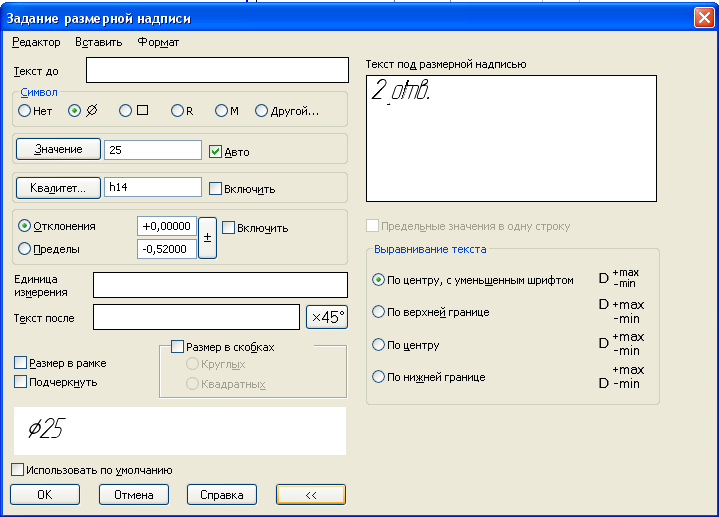 Задание размерной надписи
Редактор Вставить Формат
Текст до
Символ
Нет ⌀ □ R M Другой...
Значение 25 Авто
Квалитет... h14 Включить
Отклонения +0,00000 ± Включить
Пределы -0,52000
Единица измерения
Текст после ×45°
Размер в рамке
Подчеркнуть
Размер в скобках
Круглых
Квадратных
⌀25
Использовать по умолчанию
OK Отмена Справка <<
Текст под размерной надписью
2 отв.
Предельные значения в одну строку
Выравнивание текста
По центру, с уменьшенным шрифтом D +max -min
По верхней границе D +max -min
По центру D +max -min
По нижней границе D +max -min